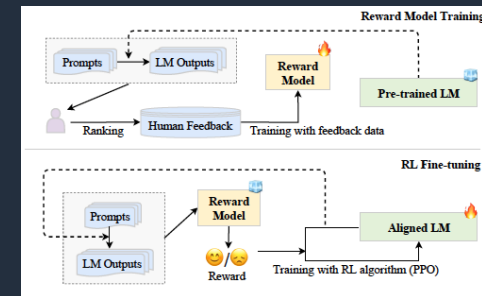 Reward Model Training
Prompts
LM Outputs
Reward
Model
Pre-trained LM
Ranking
Human Feedback
Training with feedback data
RL Fine-tuning
Prompts
LM Outputs
Reward
Model
Reward
Aligned LM
Training with RL algorithm (PPO)